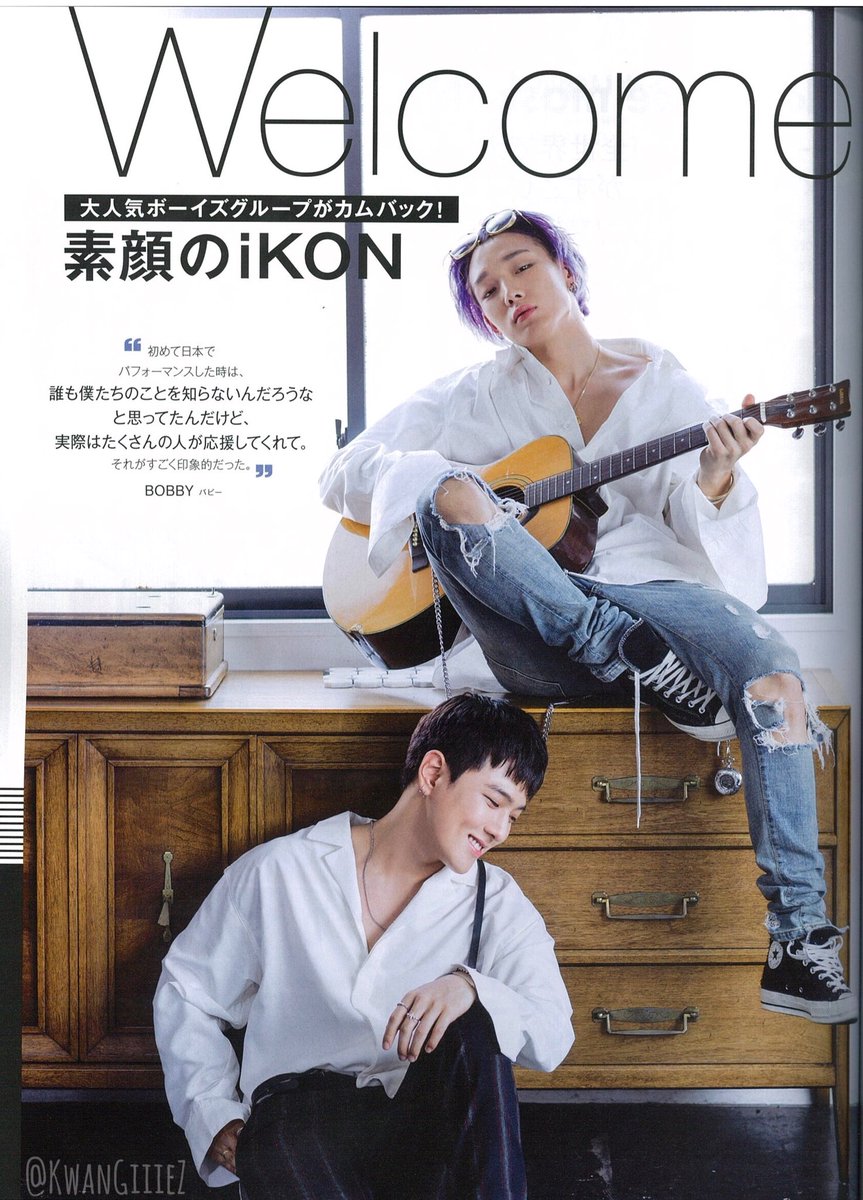 Welcome
大人気ボーイズグループがカムバック!
素顔のiKON
“ 初めて日本で
パフォーマンスした時は、
誰も僕たちのことを知らないんだろうな
と思ってたんだけど、
実際はたくさんの人が応援してくれて。
それがすごく印象的だった。”
BOBBY バビー
@KWANGIIIEZ